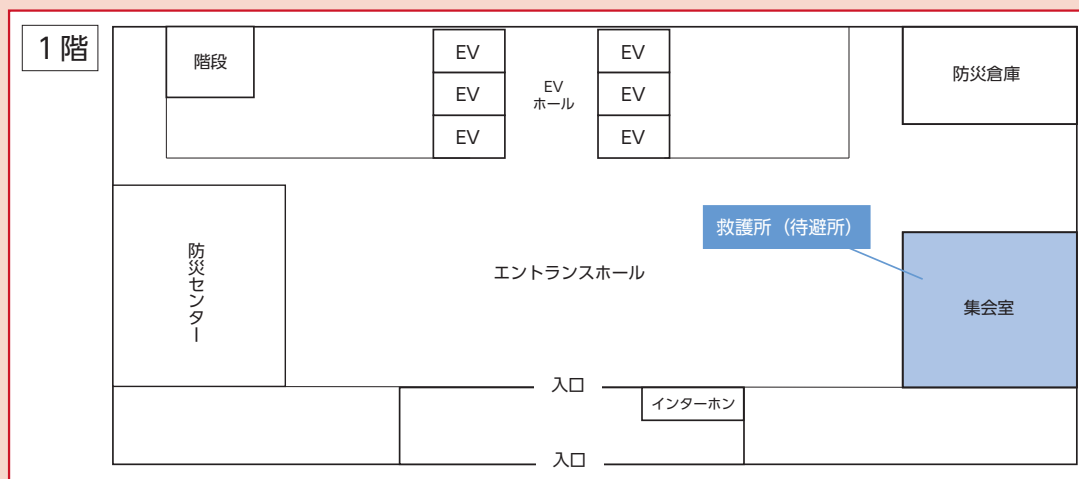 1階
階段
EV
EV
EV
EV
ホール
EV
EV
EV
防災倉庫
防災センター
エントランスホール
救護所（待避所）
集会室
入口
インターホン
入口